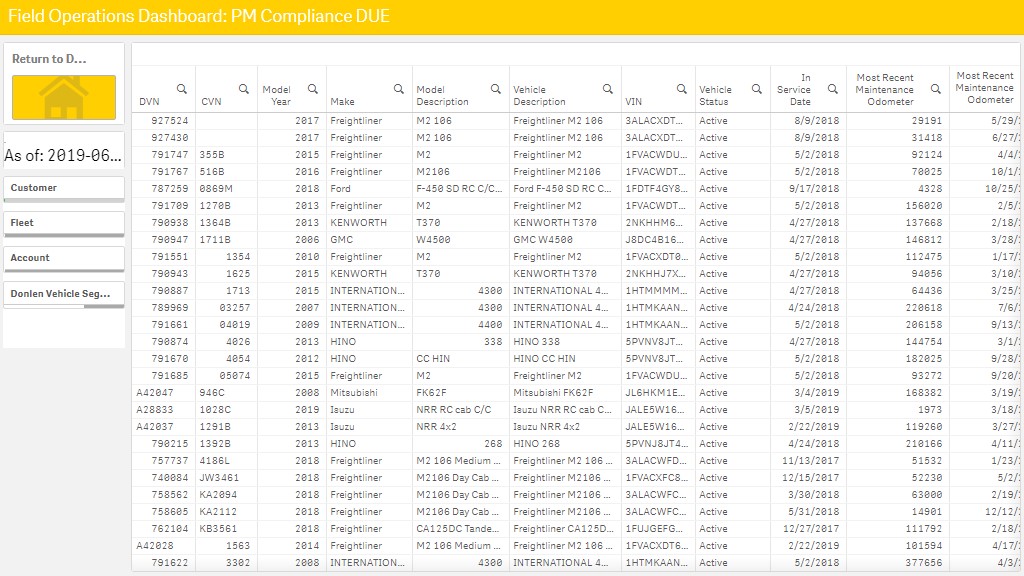 Field Operations Dashboard: PM Compliance DUE
Return to D...
As of: 2019-06...
Customer
Fleet
Account
Donlen Vehicle Seg...
DVN CVN Model Year Make Model Description Vehicle Description VIN Vehicle Status In Service Date Most Recent Maintenance Odometer Most Recent Maintenance Odometer
927524 2017 Freightliner M2 106 Freightliner M2 106 3ALACXDT... Active 8/9/2018 29191 5/29/
927430 2017 Freightliner M2 106 Freightliner M2 106 3ALACXDT... Active 8/9/2018 31418 6/27/
791747 355B 2015 Freightliner M2 Freightliner M2 1FVACWDU... Active 5/2/2018 92124 4/4/
791767 516B 2016 Freightliner M2106 Freightliner M2106 1FVACWDT... Active 5/2/2018 70025 10/1/
787259 0869M 2018 Ford F-450 SD RC C/C... Ford F-450 SD RC C... 1FDTF4GY8... Active 9/17/2018 4328 10/25/
791709 1270B 2013 Freightliner M2 Freightliner M2 1FVACWDT... Active 5/2/2018 156020 2/5/
790938 1364B 2013 KENWORTH T370 KENWORTH T370 2NKHHM6... Active 4/27/2018 137668 2/18/
790947 1711B 2006 GMC W4500 GMC W4500 J8DC4B16... Active 4/27/2018 146812 3/28/
791551 1354 2010 Freightliner M2 Freightliner M2 1FVACXDT0... Active 5/2/2018 112475 1/17/
790943 1625 2015 KENWORTH T370 KENWORTH T370 2NKHHJ7X... Active 4/27/2018 94056 3/10/
790887 1713 2015 INTERNATION... 4300 INTERNATIONAL 4... 1HTMMMM... Active 4/27/2018 64436 3/25/
789969 03257 2007 INTERNATION... 4300 INTERNATIONAL 4... 1HTMKAAN... Active 4/24/2018 220618 7/6/
791661 04019 2009 INTERNATION... 4400 INTERNATIONAL 4... 1HTMKAAN... Active 5/2/2018 206158 9/13/
790874 4026 2013 HINO 338 HINO 338 5PVNV8JT... Active 4/27/2018 144754 3/1/
791670 4054 2012 HINO CC HIN HINO CC HIN 5PVNV8JT... Active 5/2/2018 182025 9/28/
791685 05074 2015 Freightliner M2 Freightliner M2 1FVACWDU... Active 5/2/2018 93272 9/20/
A42047 946C 2008 Mitsubishi FK62F Mitsubishi FK62F JL6HKM1E... Active 3/4/2019 168382 3/19/
A28833 1028C 2019 Isuzu NRR RC cab C/C Isuzu NRR RC cab C... JALE5W16... Active 3/5/2019 1973 3/18/
A42037 1291B 2013 Isuzu NRR 4x2 Isuzu NRR 4x2 JALE5W16... Active 2/22/2019 119260 3/27/
790215 1392B 2013 HINO 268 HINO 268 5PVNJ8JT4... Active 4/24/2018 210166 4/11/
757737 4186L 2018 Freightliner M2 106 Medium ... Freightliner M2 106 ... 3ALACWFD... Active 11/13/2017 51532 1/23/
740084 JW3461 2018 Freightliner M2106 Day Cab ... Freightliner M2106 ... 1FVACXFC8... Active 12/15/2017 52230 5/2/
758562 KA2094 2018 Freightliner M2106 Day Cab ... Freightliner M2106 ... 3ALACWFC... Active 3/30/2018 63000 2/19/
758605 KA2112 2018 Freightliner M2106 Day Cab ... Freightliner M2106 ... 3ALACWFC... Active 5/31/2018 14901 12/12/
762104 KB3561 2018 Freightliner CA125DC Tande... Freightliner CA125D... 1FUJGEFG... Active 12/27/2017 111792 2/18/
A42028 1563 2014 Freightliner M2 106 Medium ... Freightliner M2 106 ... 1FVACXDT6... Active 2/22/2019 101594 4/17/
791622 3302 2008 INTERNATION... 4300 INTERNATIONAL 4... 1HTMKAAN... Active 5/2/2018 377656 4/3/